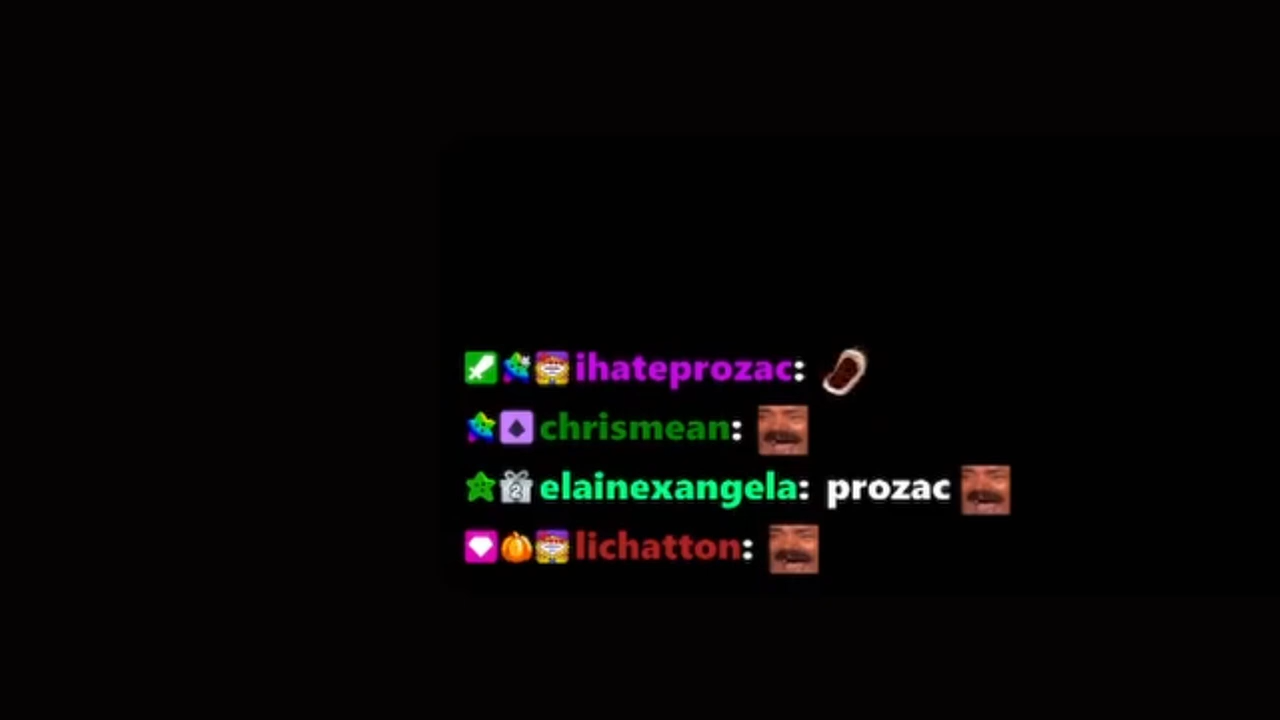 ihateprozac:
chrismean:
elainexangela: prozac
lichatton: